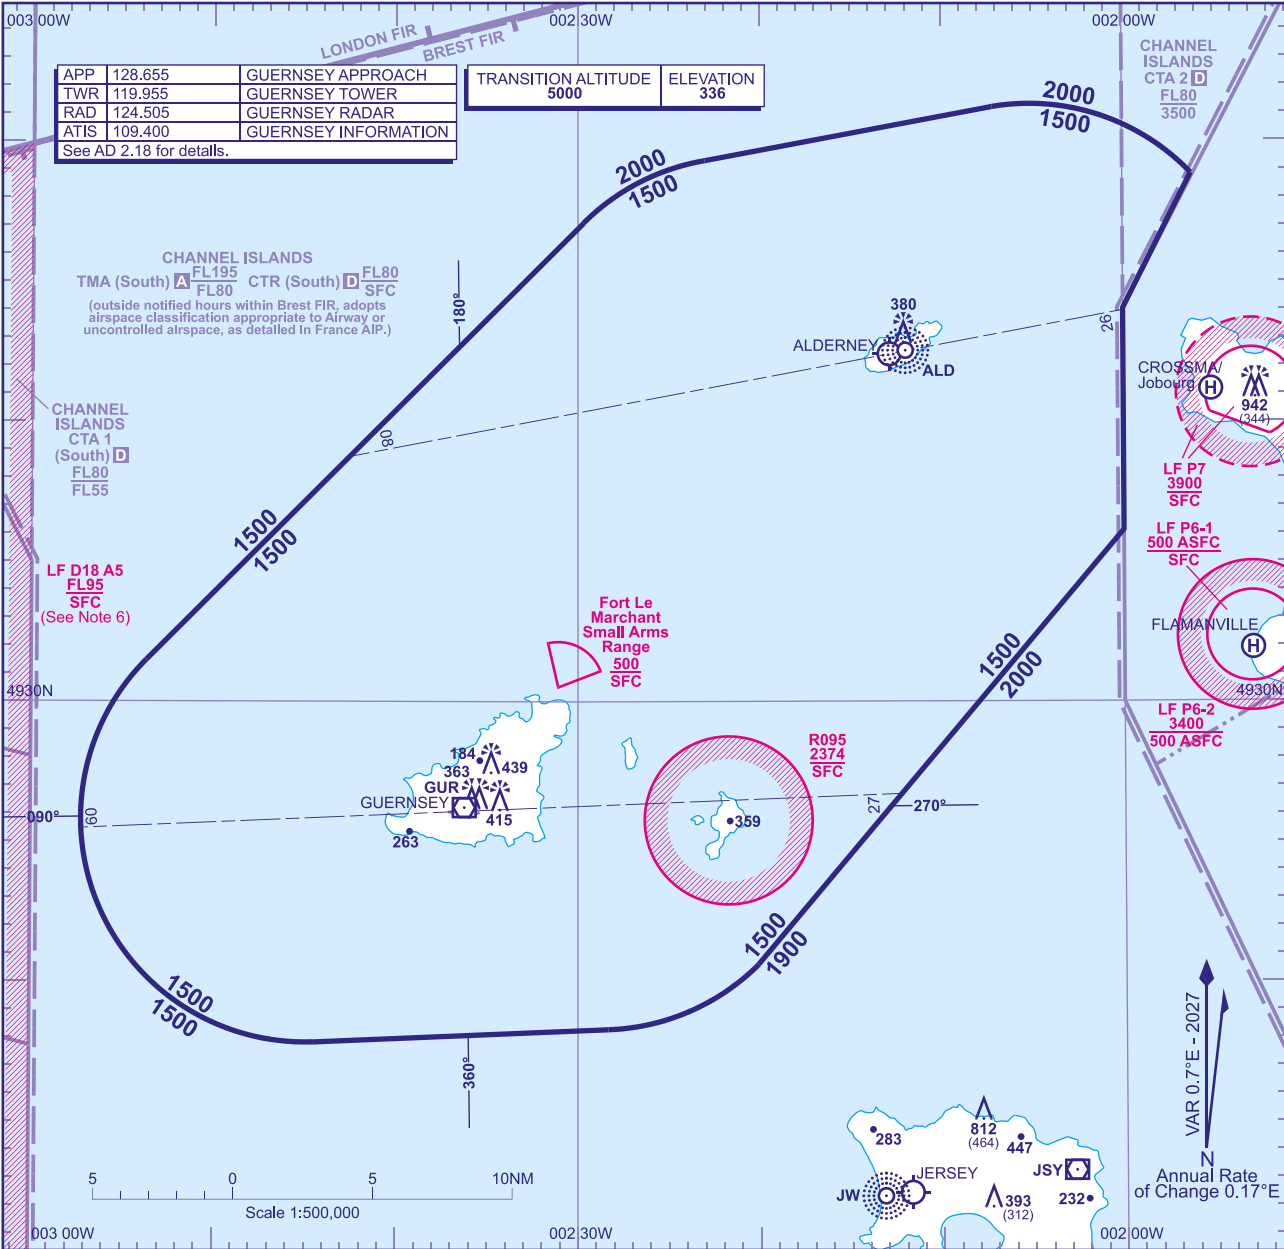 003 00W
002 30W
002 00W
LONDON FIR
BREST FIR
APP 128.655 GUERNSEY APPROACH
TWR 119.955 GUERNSEY TOWER
RAD 124.505 GUERNSEY RADAR
ATIS 109.400 GUERNSEY INFORMATION
See AD 2.18 for details.
TRANSITION ALTITUDE
5000
ELEVATION
336
CHANNEL
ISLANDS
CTA 2 D
FL80
3500
2000
1500
2000
1500
CHANNEL ISLANDS
TMA (South) A FL195
FL80
CTR (South) D FL80
SFC
(outside notified hours within Brest FIR, adopts
airspace classification appropriate to Airway or
uncontrolled airspace, as detailed in France AIP.)
180°
380
ALDERNEY
ALD
26
CROSSMA/
Jobourg
H
942
(344)
LF P7
3900
SFC
CHANNEL
ISLANDS
CTA 1
(South) D
FL80
FL55
08
1500
1500
LF P6-1
500 ASFC
SFC
LF D18 A5
FL95
SFC
(See Note 6)
Fort Le
Marchant
Small Arms
Range
500
SFC
FLAMANVILLE
H
1500
2000
4930N
4930N
LF P6-2
3400
500 ASFC
R095
2374
SFC
184
363
439
GUR
GUERNSEY
415
263
359
090°
09
27
270°
1500
1900
1500
1500
360°
VAR 0.7°E - 2027
N
Annual Rate
of Change 0.17°E
283
812
(464)
447
JSY
JERSEY
JW
393
(312)
232
5
0
5
10NM
Scale 1:500,000
003 00W
002 30W
002 00W